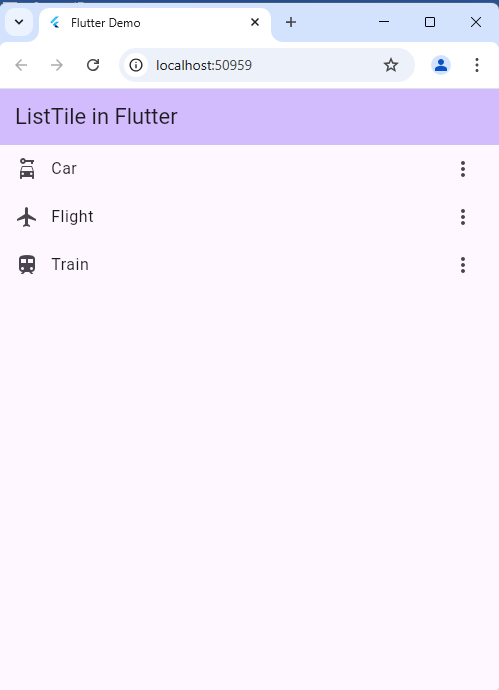 Flutter Demo
localhost:50959
ListTile in Flutter
Car
Flight
Train